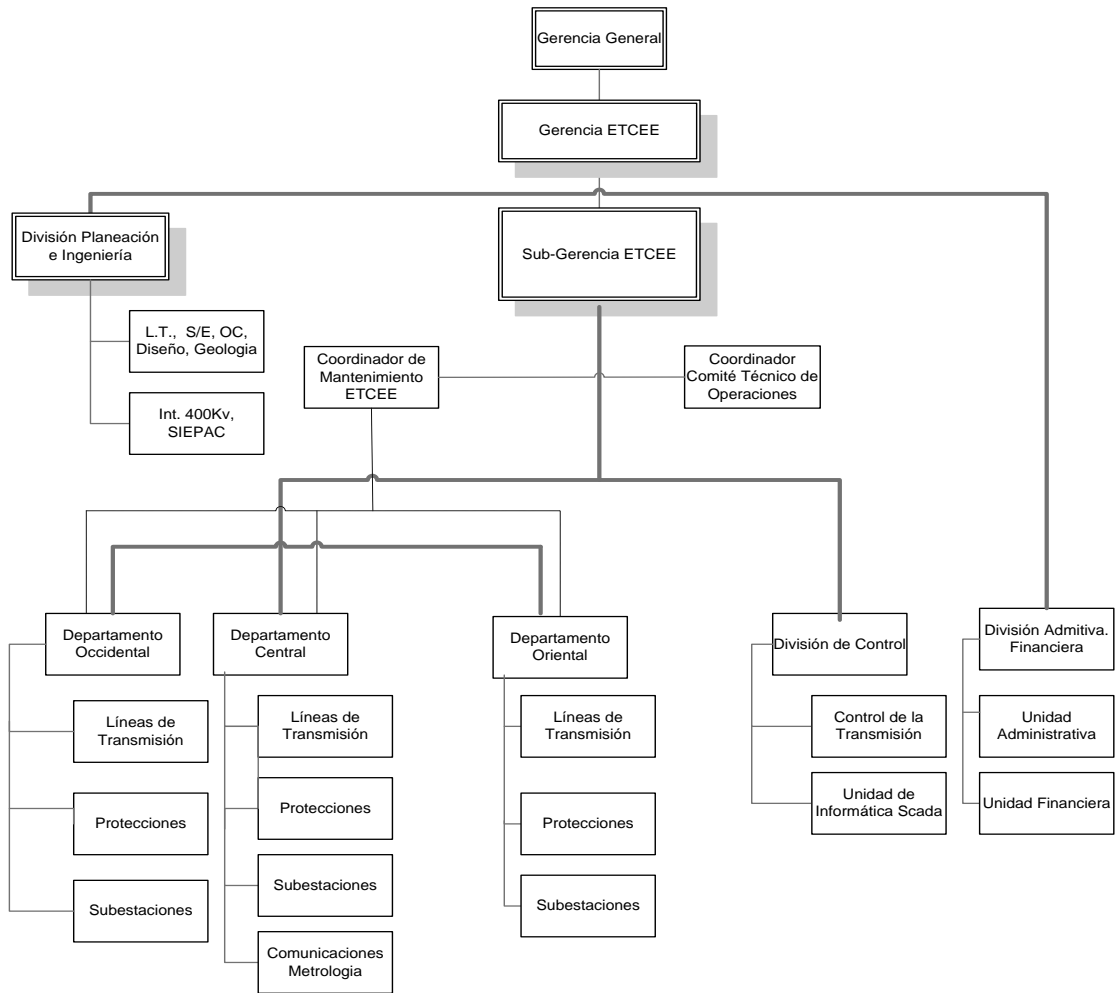 Gerencia General
Gerencia ETCEE
División Planeación
e Ingeniería
Sub-Gerencia ETCEE
L.T., S/E, OC,
Diseño, Geologia
Int. 400Kv,
SIEPAC
Coordinador de
Mantenimiento
ETCEE
Coordinador
Comité Técnico de
Operaciones
Departamento
Occidental
Líneas de
Transmisión
Protecciones
Subestaciones
Departamento
Central
Líneas de
Transmisión
Protecciones
Subestaciones
Comunicaciones
Metrologia
Departamento
Oriental
Líneas de
Transmisión
Protecciones
Subestaciones
División de Control
Control de la
Transmisión
Unidad de
Informática Scada
División Admitiva.
Financiera
Unidad
Administrativa
Unidad Financiera